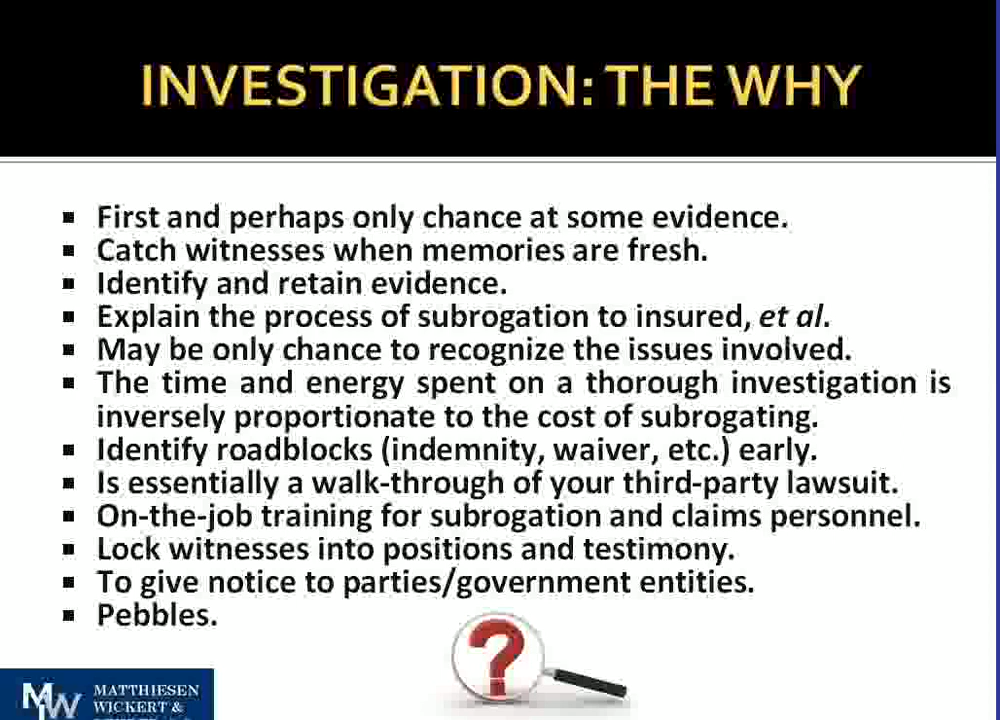 INVESTIGATION: THE WHY
▪ First and perhaps only chance at some evidence.
▪ Catch witnesses when memories are fresh.
▪ Identify and retain evidence.
▪ Explain the process of subrogation to insured, et al.
▪ May be only chance to recognize the issues involved.
▪ The time and energy spent on a thorough investigation is
inversely proportionate to the cost of subrogating.
▪ Identify roadblocks (indemnity, waiver, etc.) early.
▪ Is essentially a walk-through of your third-party lawsuit.
▪ On-the-job training for subrogation and claims personnel.
▪ Lock witnesses into positions and testimony.
▪ To give notice to parties/government entities.
▪ Pebbles.
?
MW
MATTHIESEN
WICKERT &